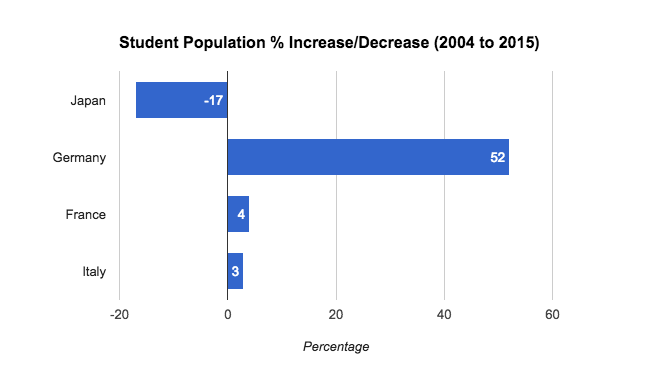 Student Population % Increase/Decrease (2004 to 2015)
Japan
-17
Germany
52
France
4
Italy
3
-20
0
20
40
60
Percentage